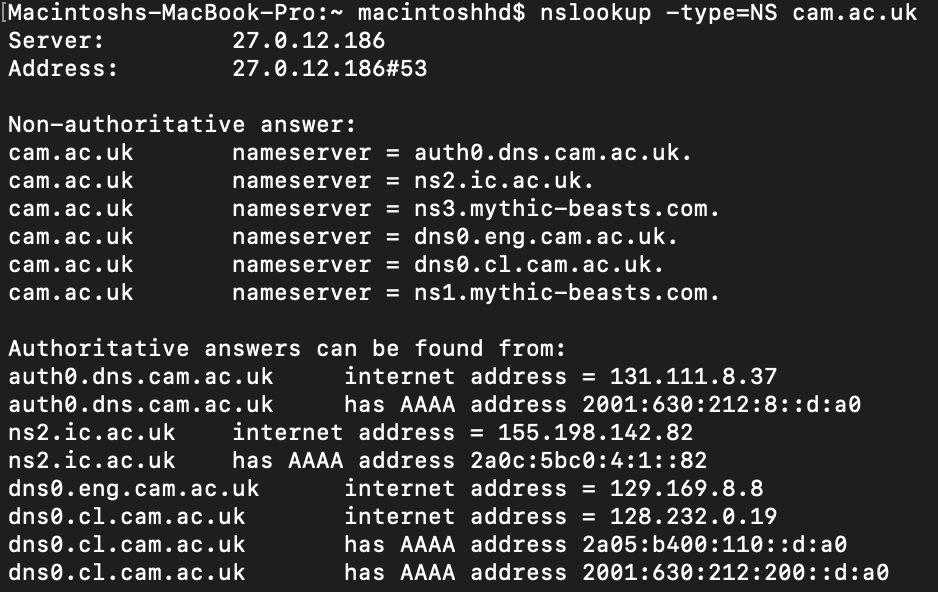 [Macintoshs-MacBook-Pro:~ macintoshhd$ nslookup -type=NS cam.ac.uk
Server: 27.0.12.186
Address: 27.0.12.186#53
Non-authoritative answer:
cam.ac.uk nameserver = auth0.dns.cam.ac.uk.
cam.ac.uk nameserver = ns2.ic.ac.uk.
cam.ac.uk nameserver = ns3.mythic-beasts.com.
cam.ac.uk nameserver = dns0.eng.cam.ac.uk.
cam.ac.uk nameserver = dns0.cl.cam.ac.uk.
cam.ac.uk nameserver = ns1.mythic-beasts.com.
Authoritative answers can be found from:
auth0.dns.cam.ac.uk internet address = 131.111.8.37
auth0.dns.cam.ac.uk has AAAA address 2001:630:212:8::d:a0
ns2.ic.ac.uk internet address = 155.198.142.82
ns2.ic.ac.uk has AAAA address 2a0c:5bc0:4:1::82
dns0.eng.cam.ac.uk internet address = 129.169.8.8
dns0.cl.cam.ac.uk internet address = 128.232.0.19
dns0.cl.cam.ac.uk has AAAA address 2a05:b400:110::d:a0
dns0.cl.cam.ac.uk has AAAA address 2001:630:212:200::d:a0